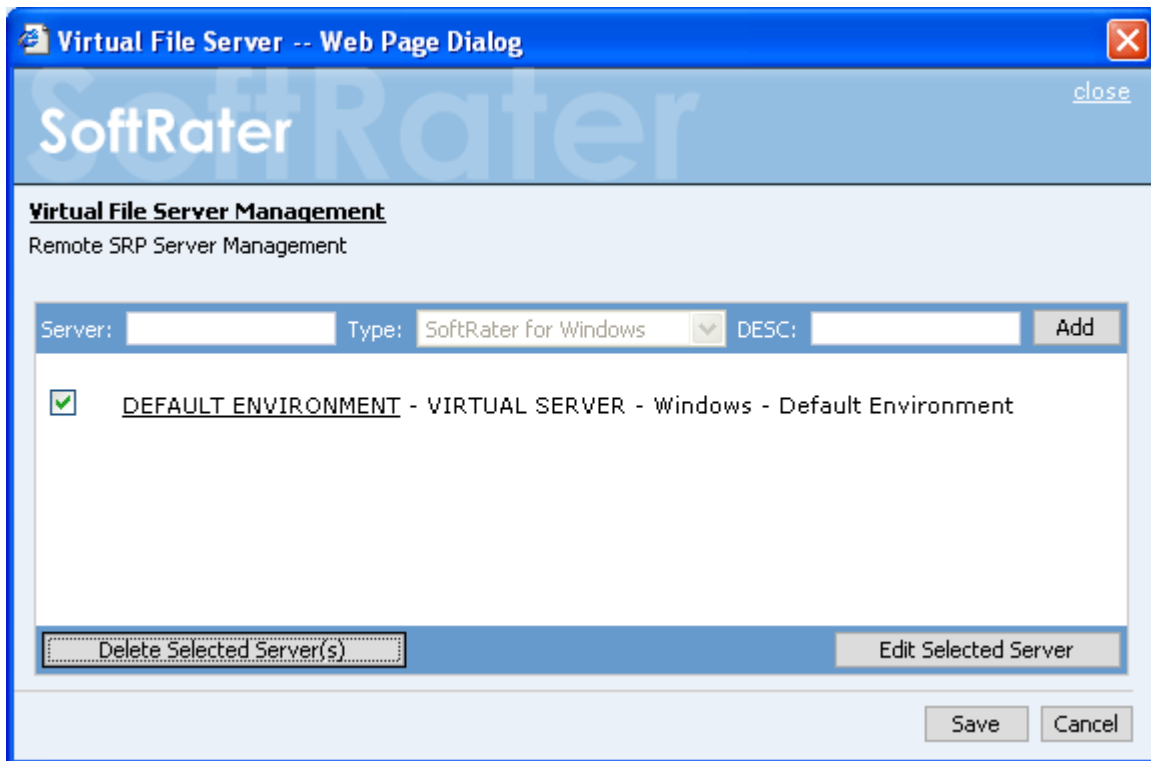 Virtual File Server -- Web Page Dialog
close
SoftRater
SoftRater
Virtual File Server Management
Remote SRP Server Management
Server: Type: SoftRater for Windows DESC: Add
DEFAULT ENVIRONMENT - VIRTUAL SERVER - Windows - Default Environment
Delete Selected Server(s) Edit Selected Server
Save Cancel